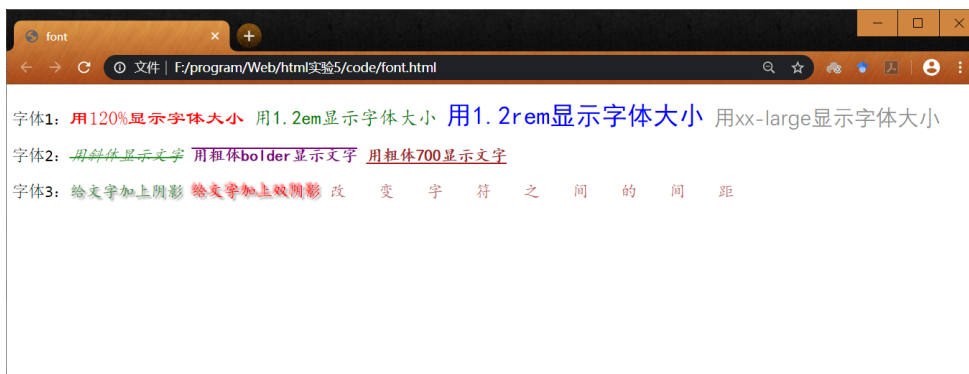 font
文件 | F:/program/Web/html实验5/code/font.html
字体1: 用120%显示字体大小 用1.2em显示字体大小 用1.2rem显示字体大小 用xx-large显示字体大小
字体2: 用斜体显示文字 用粗体bolder显示文字 用粗体700显示文字
字体3: 给文字加上阴影 给文字加上双阴影 改 变 字 符 之 间 的 间 距